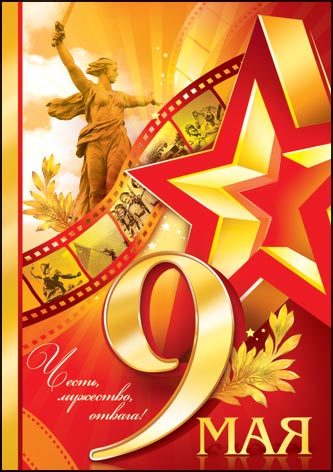 Честь,
мужество,
отвага!
9
МАЯ